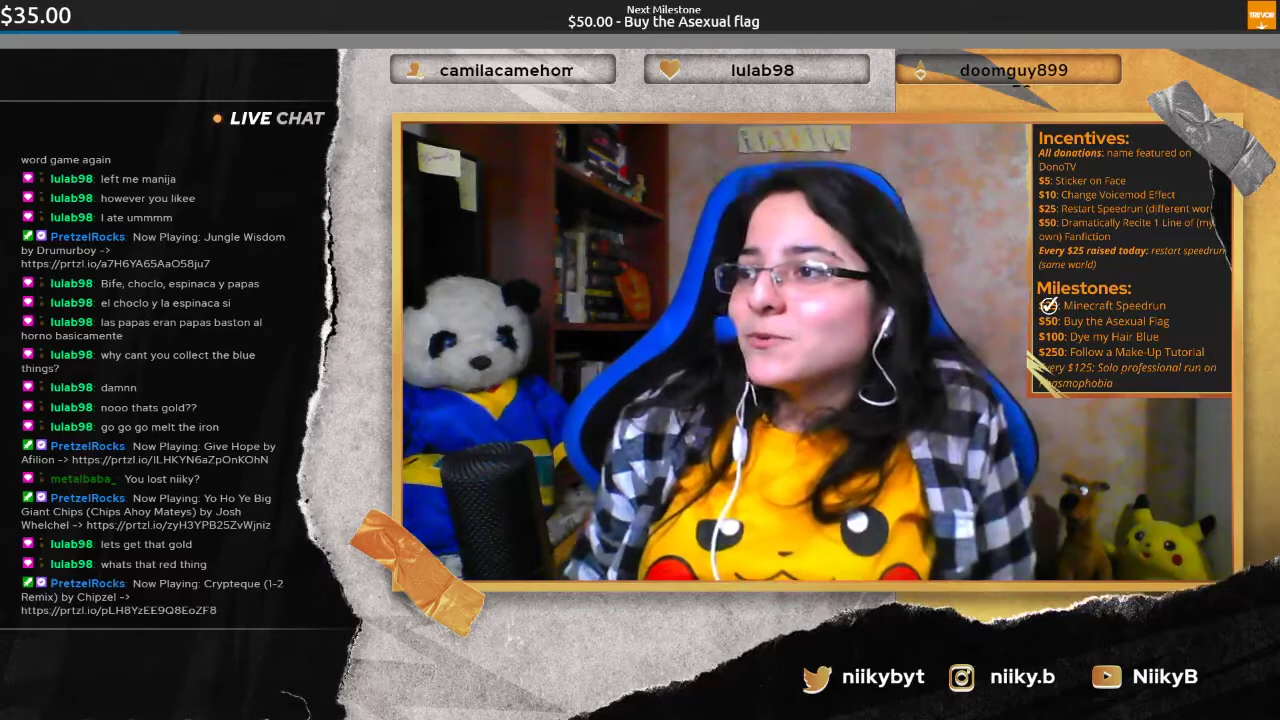 $35.00
Next Milestone
$50.00 - Buy the Asexual flag
TREVOR
camilacamehorr
lulab98
doomguy899
LIVE CHAT
word game again
lulab98: left me manija
lulab98: however you likee
lulab98: I ate ummmm
PretzelRocks: Now Playing: Jungle Wisdom
by Drumurboy ->
https://prtzl.io/a7H6YA65AaO58ju7
lulab98: Bife, choclo, espinaca y papas
lulab98: el choclo y la espinaca si
lulab98: las papas eran papas baston al
horno basicamente
lulab98: why cant you collect the blue
things?
lulab98: damnn
lulab98: nooo thats gold??
lulab98: go go go melt the iron
PretzelRocks: Now Playing: Give Hope by
Afilion -> https://prtzl.io/lLHKYN6aZpOnKOhN
metalbaba_: You lost niiky?
PretzelRocks: Now Playing: Yo Ho Ye Big
Giant Chips (Chips Ahoy Mateys) by Josh
Whelchel -> https://prtzl.io/zyH3YPB25ZvWjniz
lulab98: lets get that gold
lulab98: whats that red thing
PretzelRocks: Now Playing: Crypteque (1-2
Remix) by Chipzel ->
https://prtzl.io/pLH8YzEE9Q8EoZF8
Incentives:
All donations: name featured on
DonoTV
$5: Sticker on Face
$10: Change Voicemod Effect
$25: Restart Speedrun (different wor
$50: Dramatically Recite 1 Line of (my
own) Fanfiction
Every $25 raised today: restart speedrun
(same world)
Milestones:
Minecraft Speedrun
$50: Buy the Asexual Flag
$100: Dye my Hair Blue
$250: Follow a Make-Up Tutorial
Every $125: Solo professional run on
Phasmophobia
niikybyt
niiky.b
NiikyB